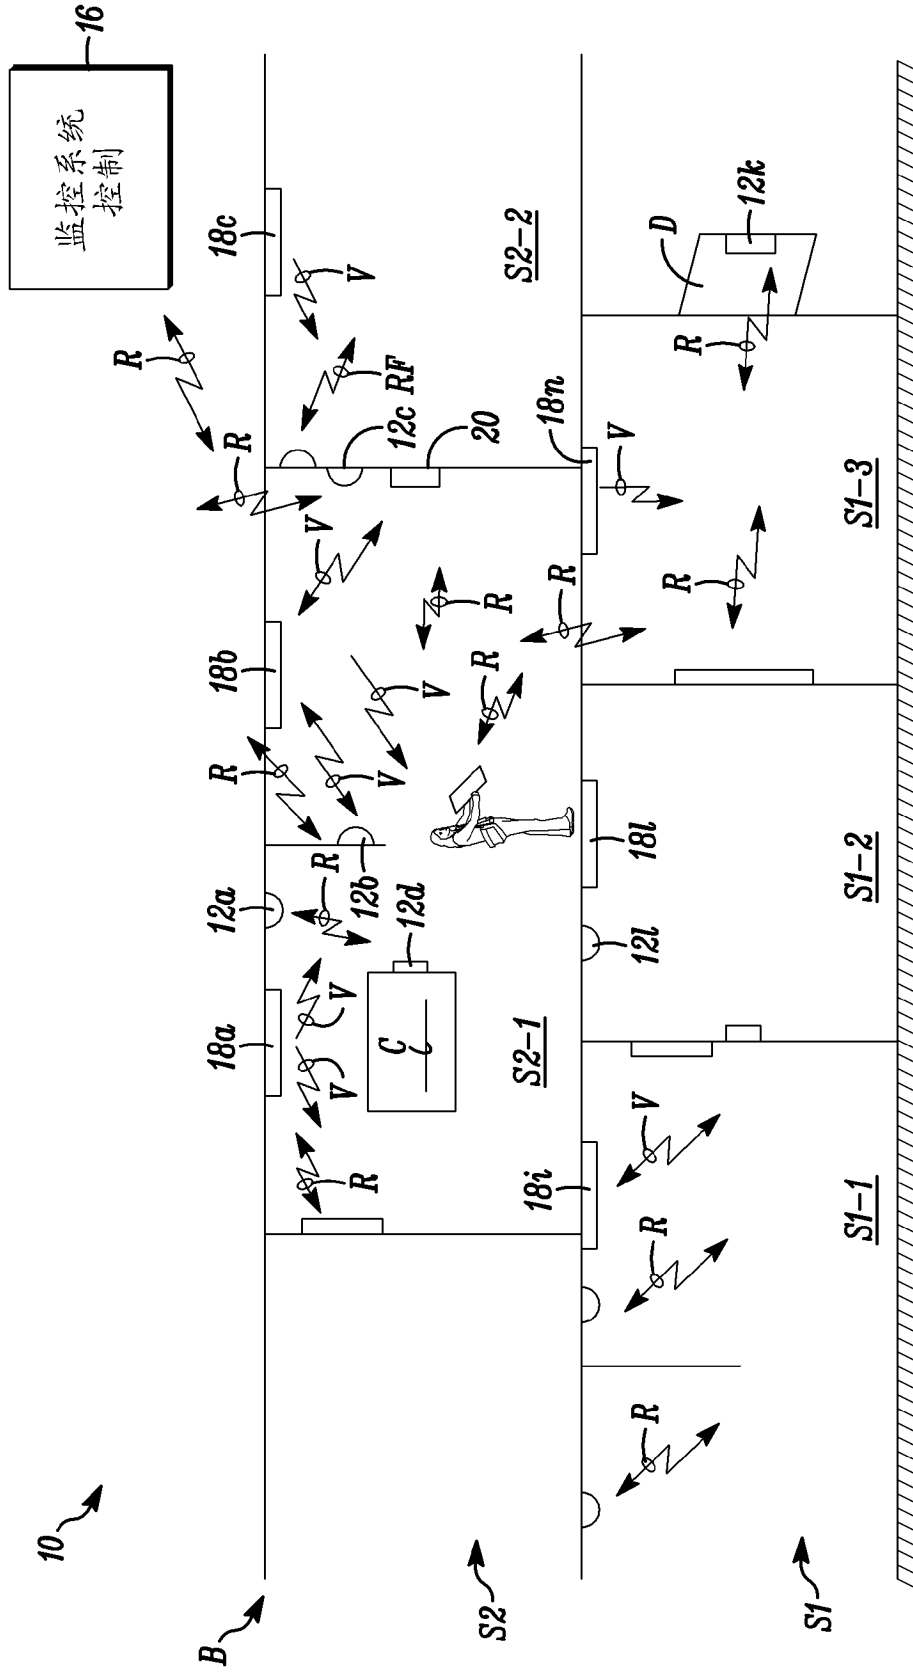 10
16
监控系统
控制
R
B
18a
12a
R
18b
R
18c
R
V
V
R
12b
V
V
RF
V
12c
C
12d
V
20
S2
R
R
S2-1
S2-2
18i
R
18n
R
R
V
18l
12l
V
R
R
D
12k
S1
S1-1
S1-2
S1-3